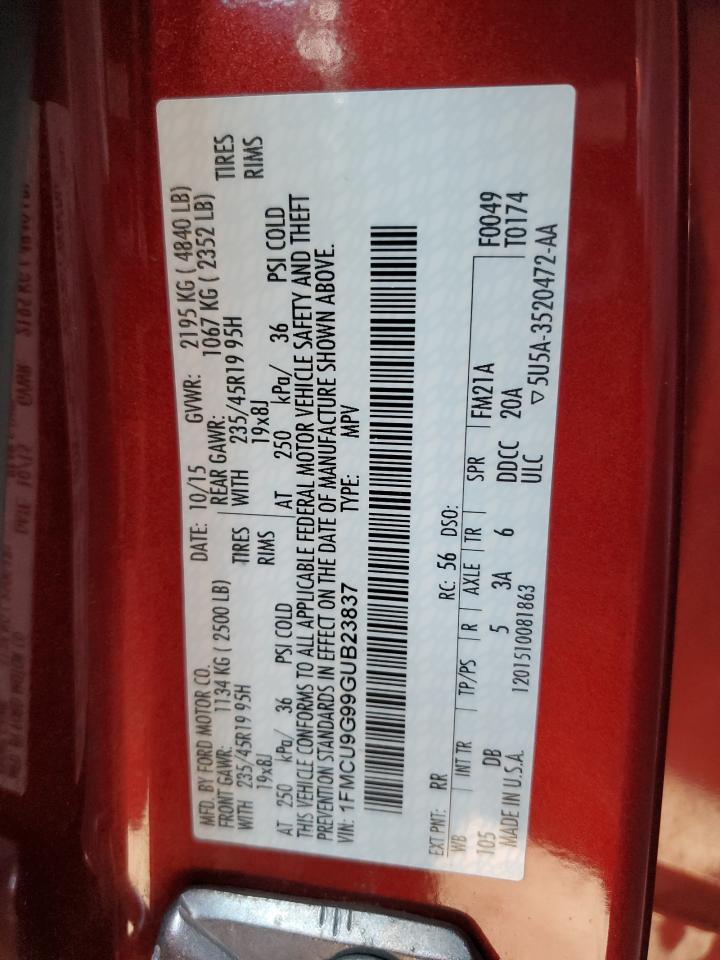 MFD. BY FORD MOTOR CO. DATE: 10/15 GVWR: 2195 KG ( 4840 LB)
FRONT GAWR: 1134 KG ( 2500 LB) REAR GAWR: 1067 KG ( 2352 LB)
WITH 235/45R19 95H TIRES WITH 235/45R19 95H TIRES
19x8J RIMS 19x8J RIMS
AT 250 kPa/ 36 PSI COLD AT 250 kPa/ 36 PSI COLD
THIS VEHICLE CONFORMS TO ALL APPLICABLE FEDERAL MOTOR VEHICLE SAFETY AND THEFT
PREVENTION STANDARDS IN EFFECT ON THE DATE OF MANUFACTURE SHOWN ABOVE.
VIN: 1FMCU9G99GUB23837 TYPE: MPV
EXT PNT: RR RC: 56 DSO: F0049
WB INT TR TP/PS R AXLE TR SPR FM21A T0174
105 DB 5 3A 6 DDCC 20A
MADE IN U.S.A. 1201510081863 ULC ▽5U5A-3520472-AA